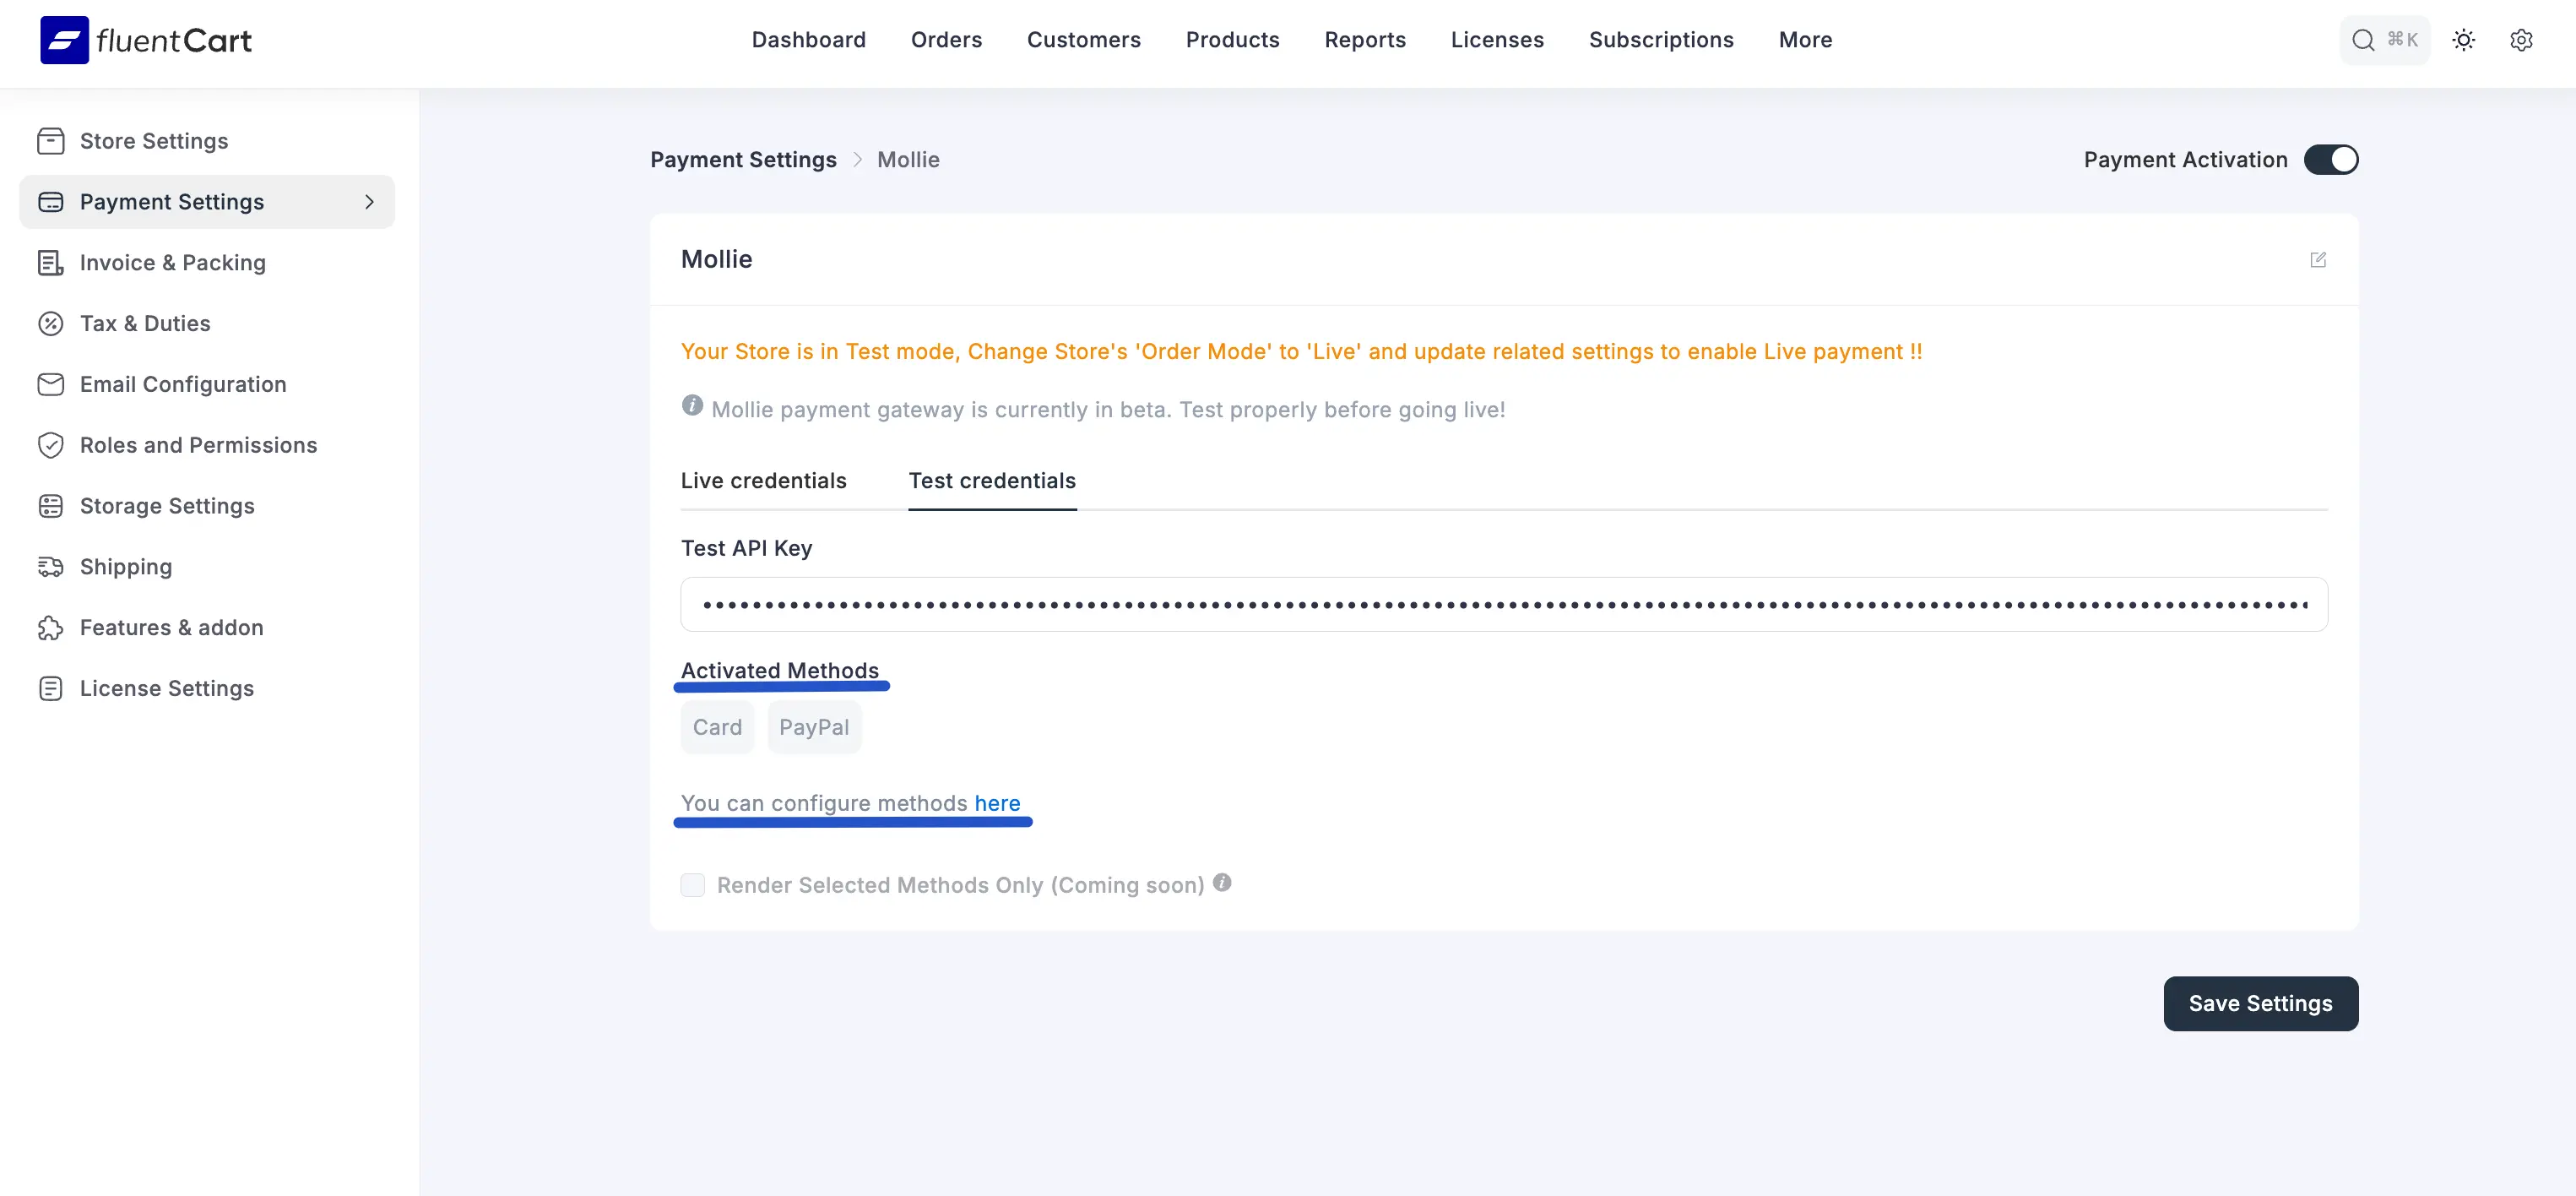 fluentCart
Dashboard Orders Customers Products Reports Licenses Subscriptions More
⌘K
Store Settings
Payment Settings
Invoice & Packing
Tax & Duties
Email Configuration
Roles and Permissions
Storage Settings
Shipping
Features & addon
License Settings
Payment Settings > Mollie
Payment Activation
Mollie
Your Store is in Test mode, Change Store's 'Order Mode' to 'Live' and update related settings to enable Live payment !!
Mollie payment gateway is currently in beta. Test properly before going live!
Live credentials Test credentials
Test API Key
Activated Methods
Card PayPal
You can configure methods here
Render Selected Methods Only (Coming soon)
Save Settings